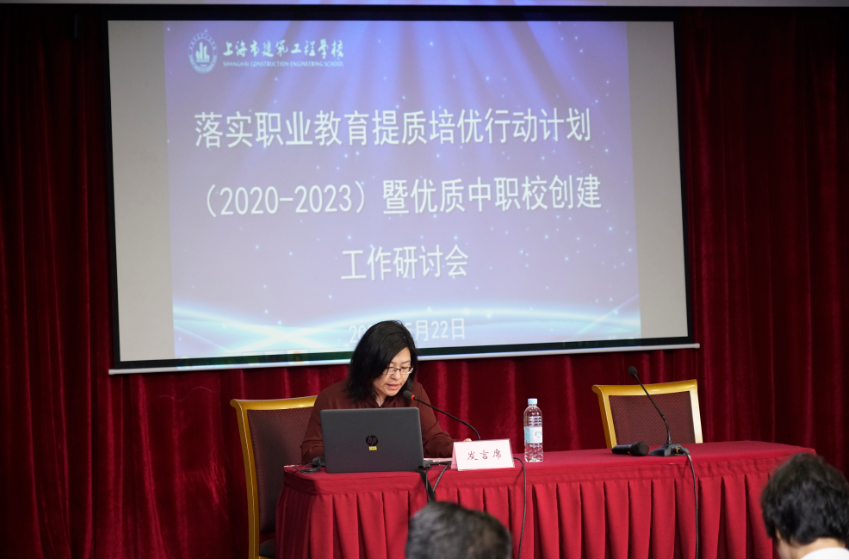 上海市建筑工程学校
SHANGHAI CONSTRUCTION ENGINEERING SCHOOL
落实职业教育提质培优行动计划
（2020-2023）暨优质中职校创建
工作研讨会
月22日
hp
发言席